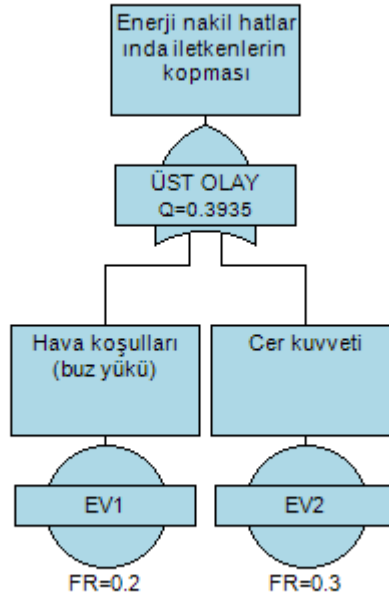 Enerji nakil hatlar
ında iletkenlerin
kopması
ÜST OLAY
Q=0.3935
Hava koşulları
(buz yükü)
Cer kuvveti
EV1
EV2
FR=0.2
FR=0.3